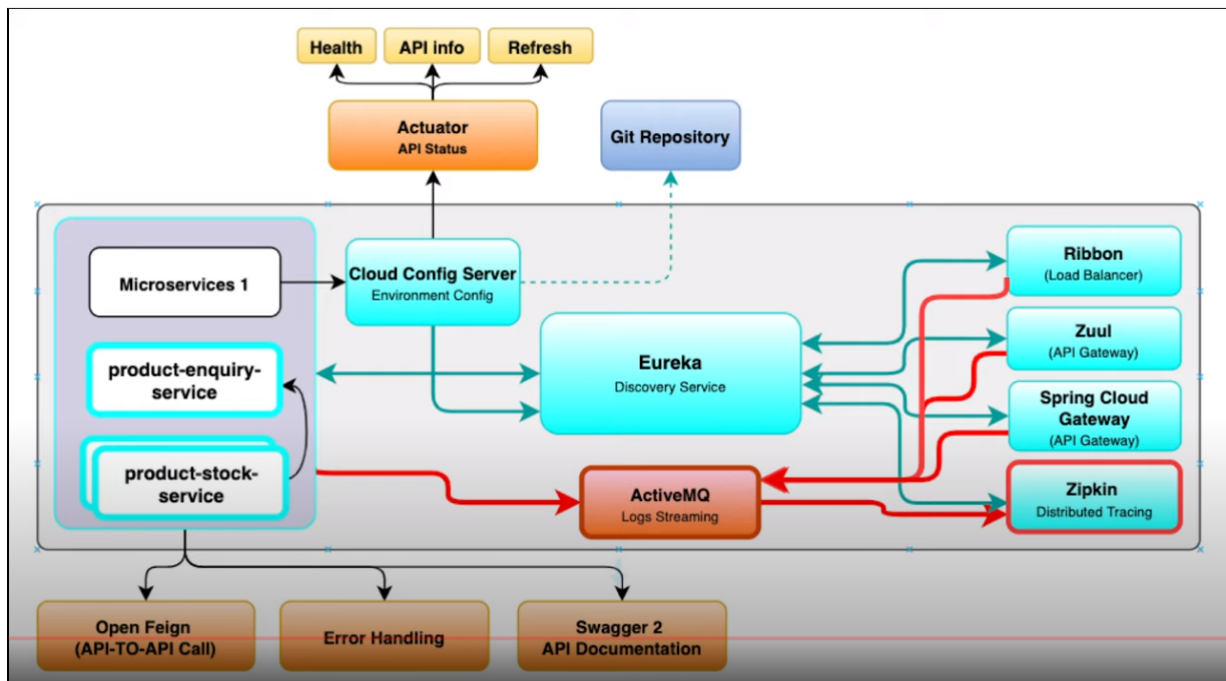 Health
API info
Refresh
Actuator
API Status
Git Repository
Microservices 1
Cloud Config Server
Environment Config
Ribbon
(Load Balancer)
Eureka
Discovery Service
Zuul
(API Gateway)
product-enquiry-
service
Spring Cloud
Gateway
(API Gateway)
product-stock-
service
ActiveMQ
Logs Streaming
Zipkin
Distributed Tracing
Open Feign
(API-TO-API Call)
Error Handling
Swagger 2
API Documentation